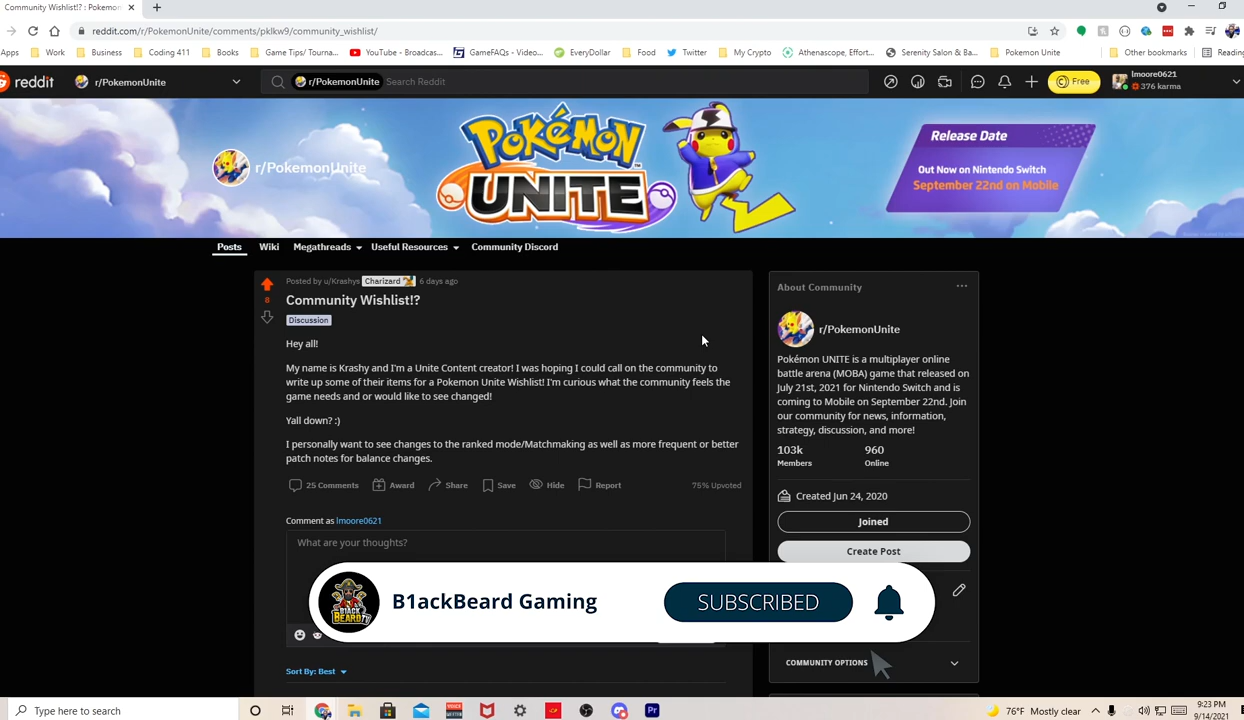 Community Wishlist!? : Pokemon
reddit.com/r/PokemonUnite/comments/pklkw9/community_wishlist/
Apps Work Business Coding 411 Books Game Tips/ Tourna... YouTube - Broadcas... GameFAQs - Video... EveryDollar Food Twitter My Crypto Athenascope, Effort... Serenity Salon & Ba... Pokemon Unite Other bookmarks Reading
reddit r/PokemonUnite r/PokemonUnite Search Reddit Free lmoore0621
376 karma
POKéMON
UNITE
r/PokemonUnite
Release Date
Out Now on Nintendo Switch
September 22nd on Mobile
Posts Wiki Megathreads Useful Resources Community Discord
Posted by u/Krashys Charizard 6 days ago
8
Community Wishlist!?
Discussion
Hey all!
My name is Krashy and I'm a Unite Content creator! I was hoping I could call on the community to
write up some of their items for a Pokemon Unite Wishlist! I'm curious what the community feels the
game needs and or would like to see changed!
Yall down? :)
I personally want to see changes to the ranked mode/Matchmaking as well as more frequent or better
patch notes for balance changes.
25 Comments Award Share Save Hide Report 75% Upvoted
Comment as lmoore0621
What are your thoughts?
Sort By: Best
About Community
r/PokemonUnite
Pokémon UNITE is a multiplayer online
battle arena (MOBA) game that released on
July 21st, 2021 for Nintendo Switch and is
coming to Mobile on September 22nd. Join
our community for news, information,
strategy, discussion, and more!
103k 960
Members Online
Created Jun 24, 2020
Joined
Create Post
COMMUNITY OPTIONS
B1ackBeard Gaming SUBSCRIBED
Type here to search
76°F Mostly clear
9:23 PM
9/14/2021